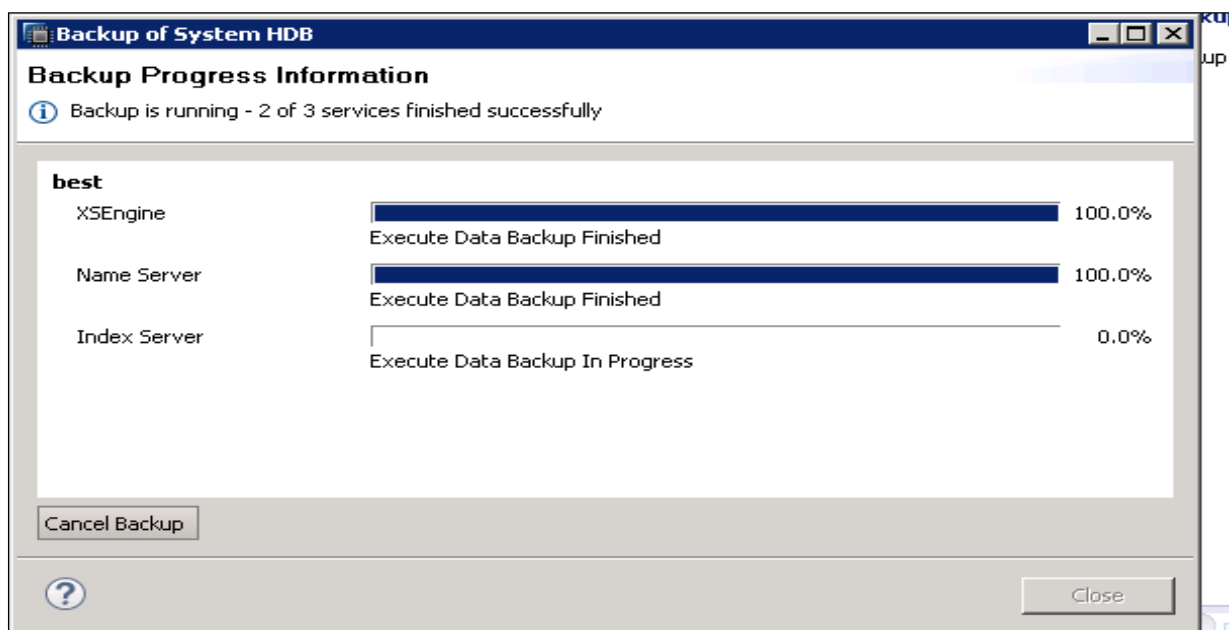 Backup of System HDB
Backup Progress Information
Backup is running - 2 of 3 services finished successfully
best
XSEngine 100.0%
Execute Data Backup Finished
Name Server 100.0%
Execute Data Backup Finished
Index Server 0.0%
Execute Data Backup In Progress
Cancel Backup
? Close